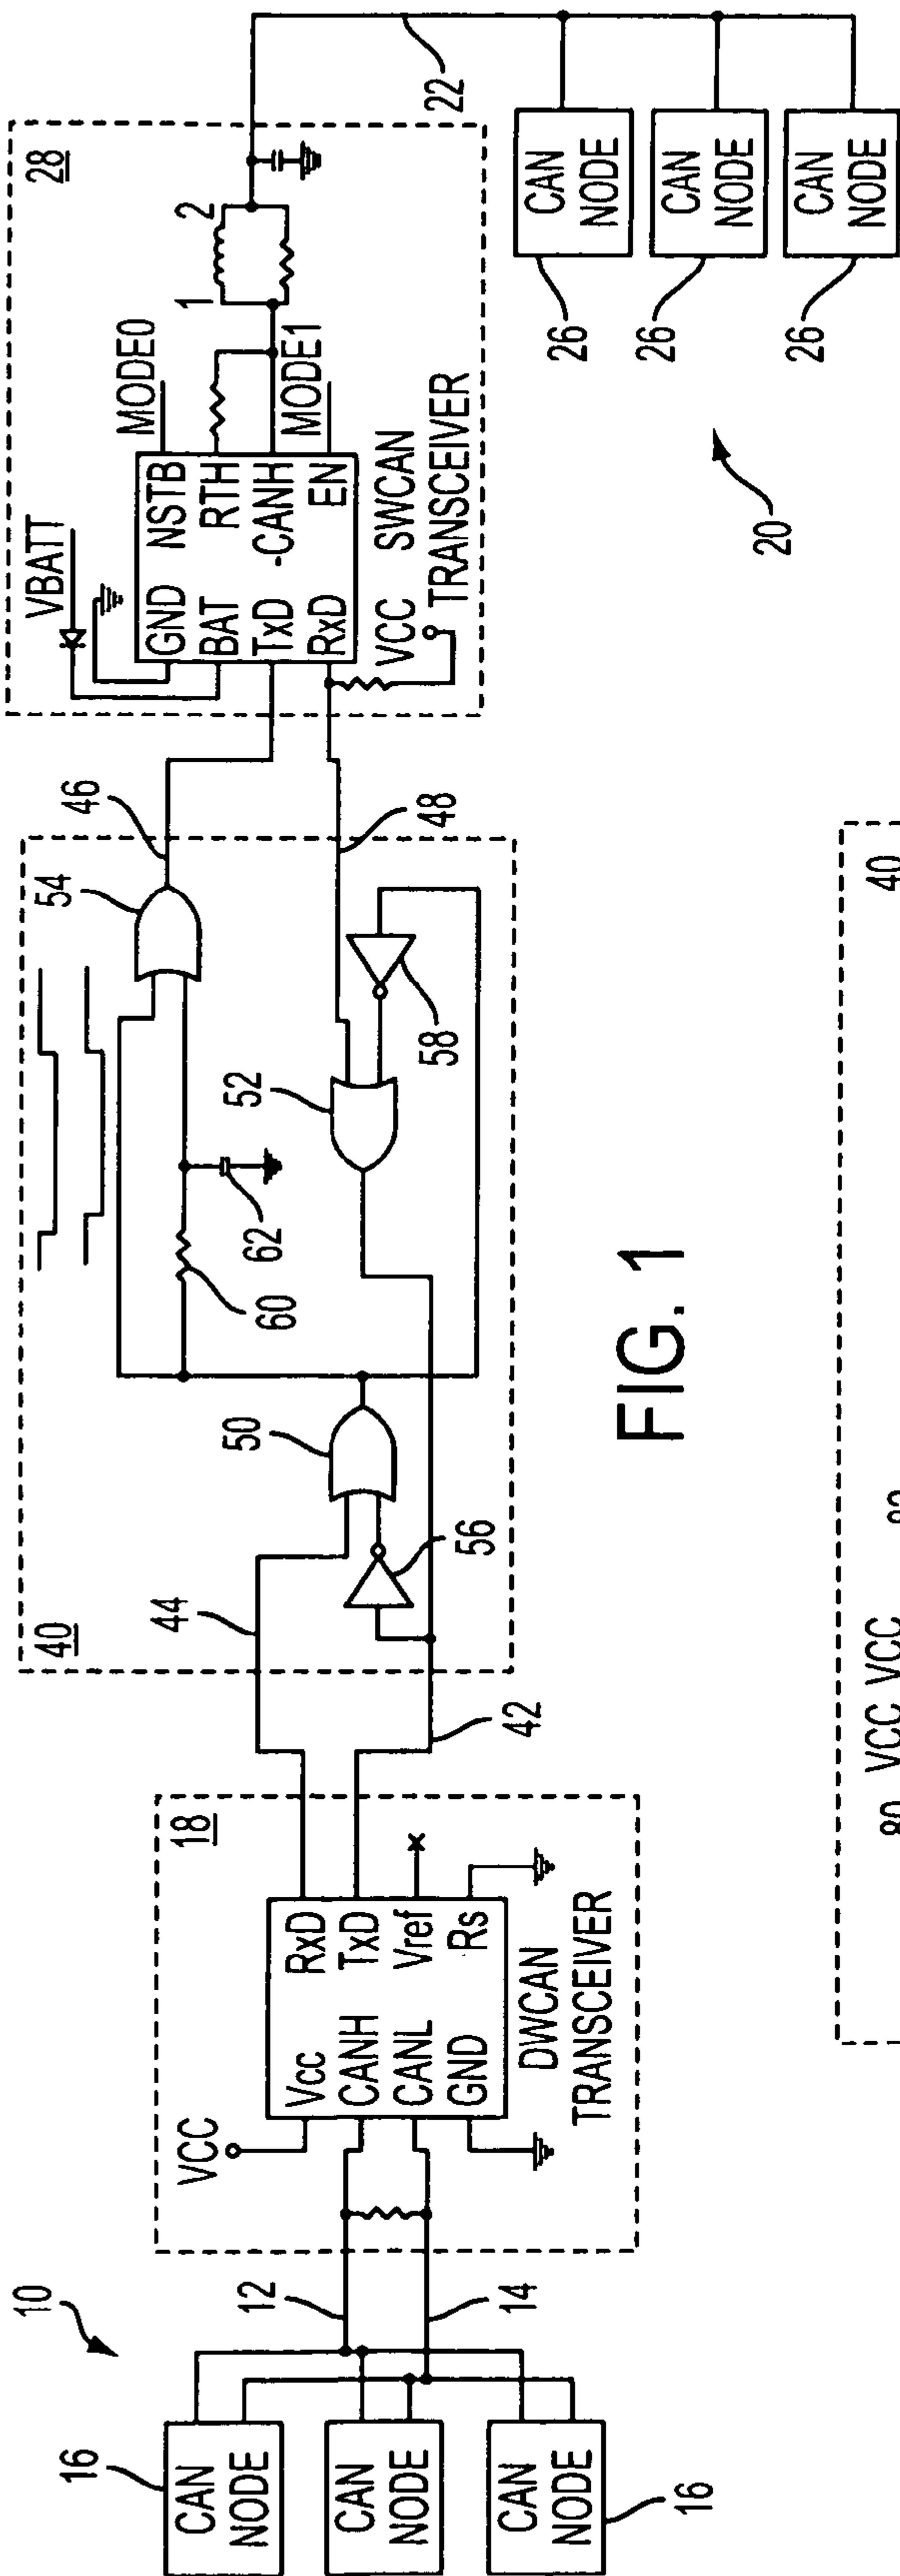 10
16
CAN
NODE
CAN
NODE
CAN
NODE
16
12
14
18
VCC
Vcc
CANH
CANL
GND
RxD
TxD
Vref
Rs
DWCAN
TRANSCEIVER
40
44
42
50
56
60
62
54
52
58
46
48
28
VBATT
MODE0
GND NSTB
BAT RTH
TxD -CANH
RxD EN
MODE1
1 2
VCC SWCAN
TRANSCEIVER
22
CAN
NODE
26
CAN
NODE
26
CAN
NODE
26
20
FIG. 1
40
80 VCC VCC